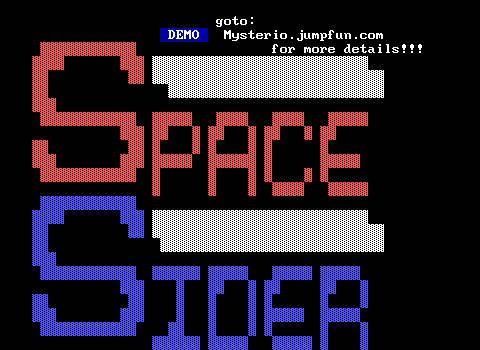 goto:
DEMO Mysterio.jumpfun.com
for more details!!!
SPACE
SIDER